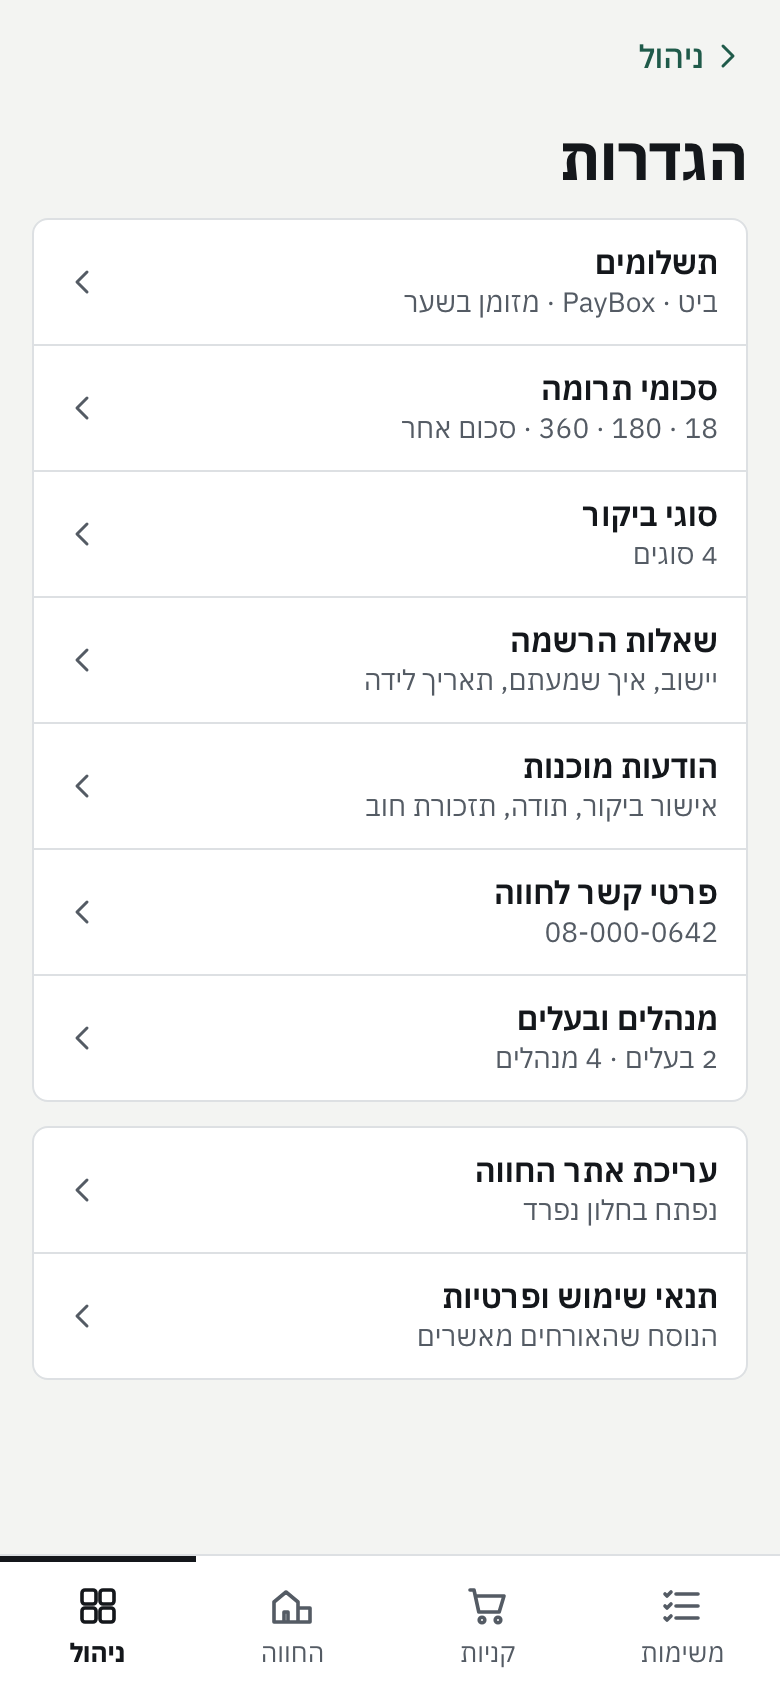 ניהול
הגדרות
תשלומים
ביט · PayBox · מזומן בשער
סכומי תרומה
18 · 180 · 360 · סכום אחר
סוגי ביקור
4 סוגים
שאלות הרשמה
יישוב, איך שמעתם, תאריך לידה
הודעות מוכנות
אישור ביקור, תודה, תזכורת חוב
פרטי קשר לחווה
08-000-0642
מנהלים ובעלים
2 בעלים · 4 מנהלים
עריכת אתר החווה
נפתח בחלון נפרד
תנאי שימוש ופרטיות
הנוסח שהאורחים מאשרים
משימות
קניות
החווה
ניהול